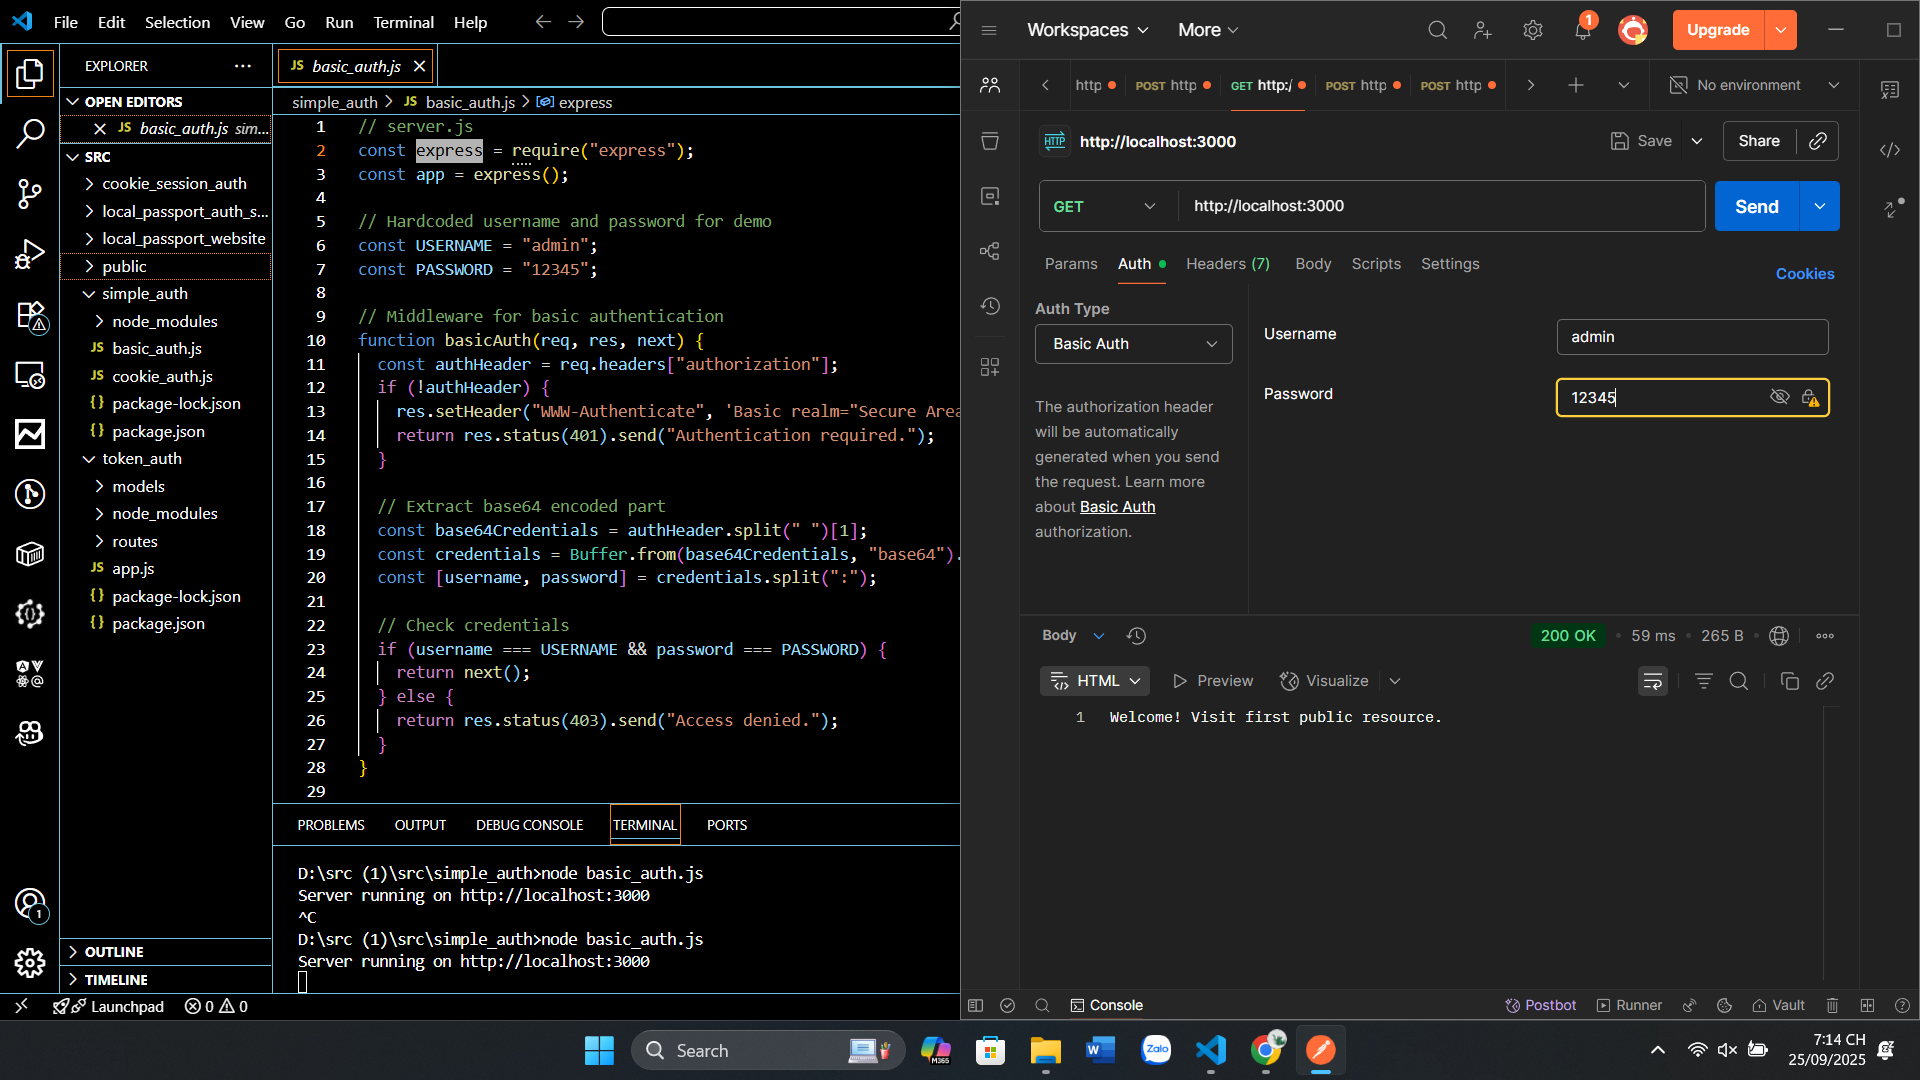 File Edit Selection View Go Run Terminal Help
EXPLORER
OPEN EDITORS
JS basic_auth.js sim...
SRC
cookie_session_auth
local_passport_auth_s...
local_passport_website
public
simple_auth
node_modules
JS basic_auth.js
JS cookie_auth.js
{} package-lock.json
{} package.json
token_auth
models
node_modules
routes
JS app.js
{} package-lock.json
{} package.json
OUTLINE
TIMELINE
1
Launchpad 0 0
JS basic_auth.js
simple_auth > JS basic_auth.js > express
1 // server.js
2 const express = require("express");
3 const app = express();
4
5 // Hardcoded username and password for demo
6 const USERNAME = "admin";
7 const PASSWORD = "12345";
8
9 // Middleware for basic authentication
10 function basicAuth(req, res, next) {
11 const authHeader = req.headers["authorization"];
12 if (!authHeader) {
13 res.setHeader("WWW-Authenticate", 'Basic realm="Secure Area
14 return res.status(401).send("Authentication required.");
15 }
16
17 // Extract base64 encoded part
18 const base64Credentials = authHeader.split(" ")[1];
19 const credentials = Buffer.from(base64Credentials, "base64").
20 const [username, password] = credentials.split(":");
21
22 // Check credentials
23 if (username === USERNAME && password === PASSWORD) {
24 return next();
25 } else {
26 return res.status(403).send("Access denied.");
27 }
28 }
29
PROBLEMS OUTPUT DEBUG CONSOLE TERMINAL PORTS
D:\src (1)\src\simple_auth>node basic_auth.js
Server running on http://localhost:3000
^C
D:\src (1)\src\simple_auth>node basic_auth.js
Server running on http://localhost:3000
Workspaces More 1 Upgrade
http POST http GET http:/ POST http POST http No environment
HTTP http://localhost:3000 Save Share
GET http://localhost:3000 Send
Params Auth Headers (7) Body Scripts Settings
Cookies
Auth Type
Basic Auth
The authorization header
will be automatically
generated when you send
the request. Learn more
about Basic Auth
authorization.
Username admin
Password 12345
Body 200 OK 59 ms 265 B
HTML Preview Visualize
1 Welcome! Visit first public resource.
Console Postbot Runner Vault
Search
M365
Zalo
7:14 CH
25/09/2025